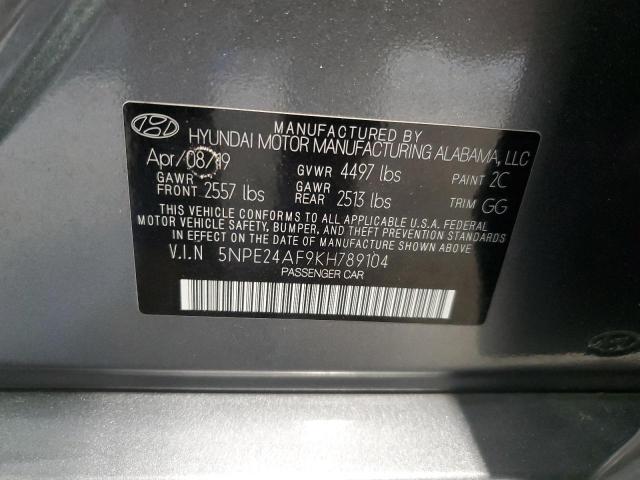 MANUFACTURED BY
HYUNDAI MOTOR MANUFACTURING ALABAMA, LLC
Apr/08/19 GVWR 4497 lbs PAINT 2C
GAWR FRONT 2557 lbs GAWR REAR 2513 lbs TRIM GG
THIS VEHICLE CONFORMS TO ALL APPLICABLE U.S.A. FEDERAL
MOTOR VEHICLE SAFETY, BUMPER, AND THEFT PREVENTION STANDARDS
IN EFFECT ON THE DATE OF MANUFACTURE SHOWN ABOVE.
V.I.N 5NPE24AF9KH789104
PASSENGER CAR